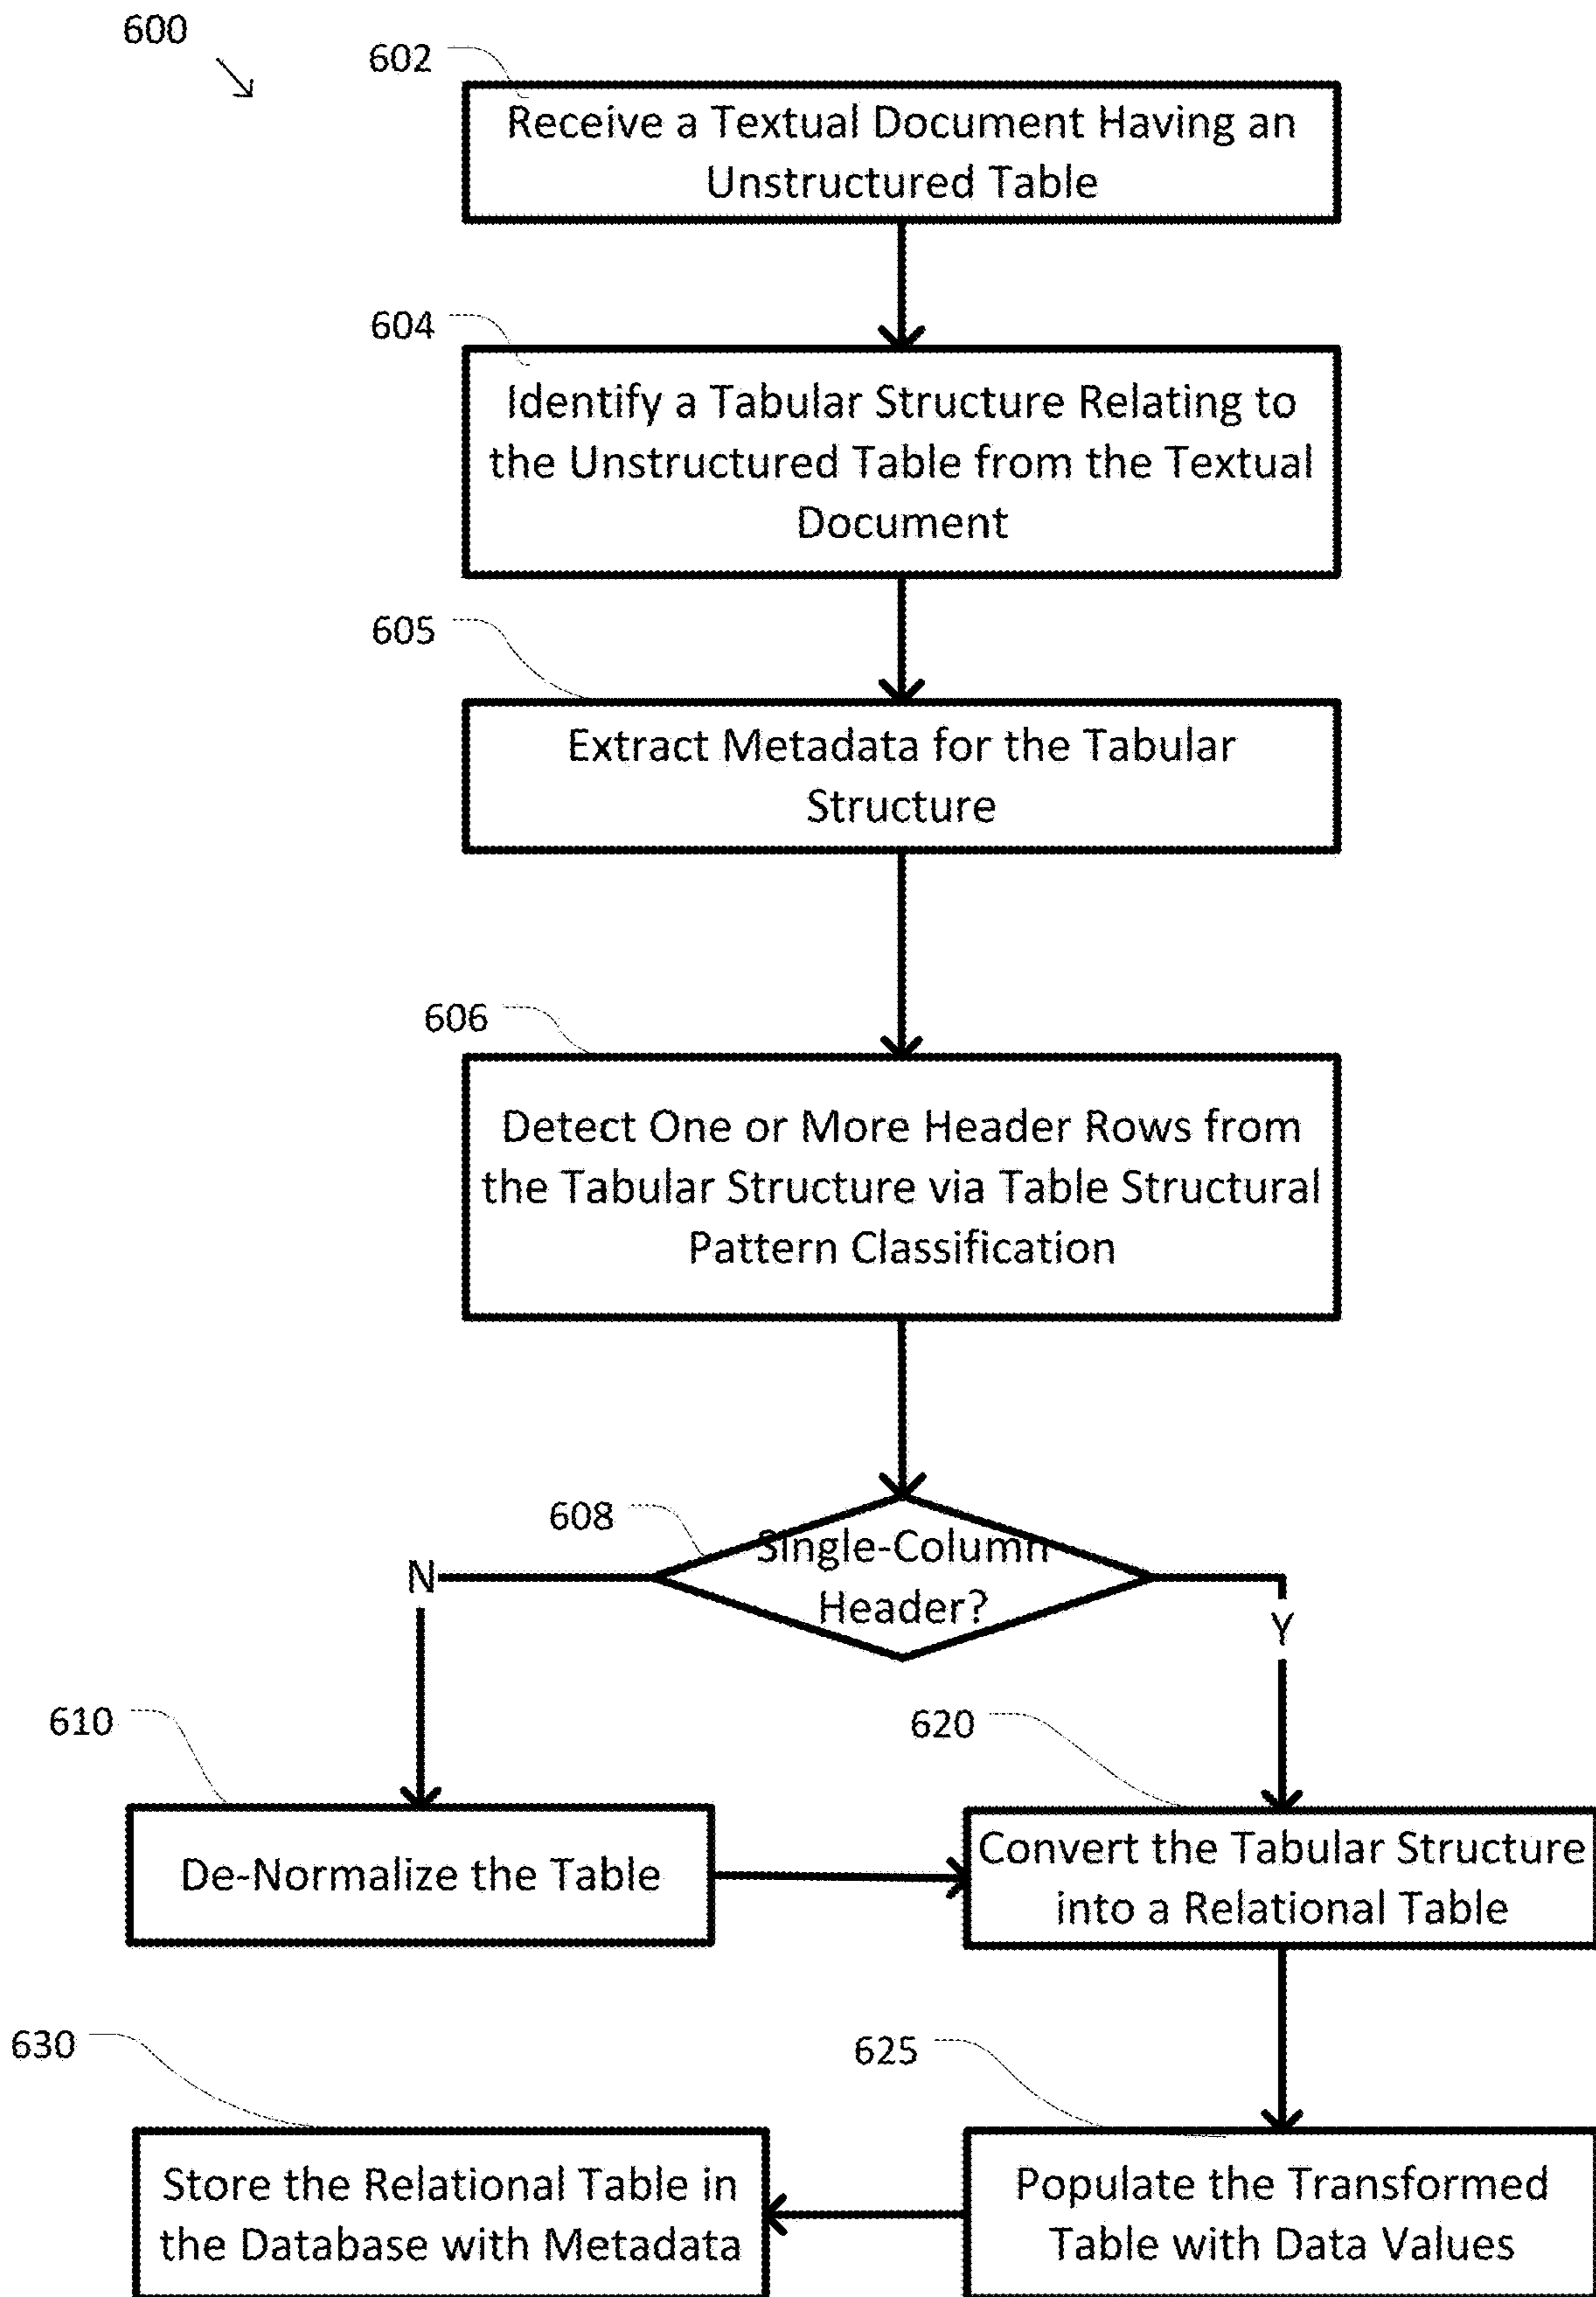 600
602
Receive a Textual Document Having an
Unstructured Table
604
Identify a Tabular Structure Relating to
the Unstructured Table from the Textual
Document
605
Extract Metadata for the Tabular
Structure
606
Detect One or More Header Rows from
the Tabular Structure via Table Structural
Pattern Classification
608
Single-Column
Header?
N
Y
610
De-Normalize the Table
620
Convert the Tabular Structure
into a Relational Table
630
Store the Relational Table in
the Database with Metadata
625
Populate the Transformed
Table with Data Values